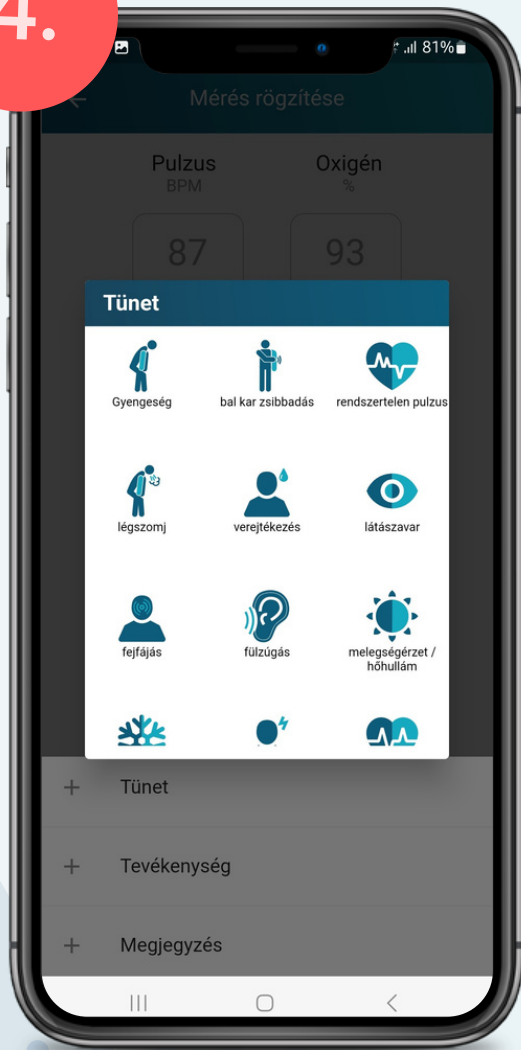 4.
81%
Mérés rögzítése
Pulzus Oxigén
BPM %
87 93
Tünet
Gyengeség bal kar zsibbadás rendszertelen pulzus
légszomj verejtékezés látászavar
fejfájás fülzúgás melegségérzet /
hőhullám
+ Tünet
+ Tevékenység
+ Megjegyzés